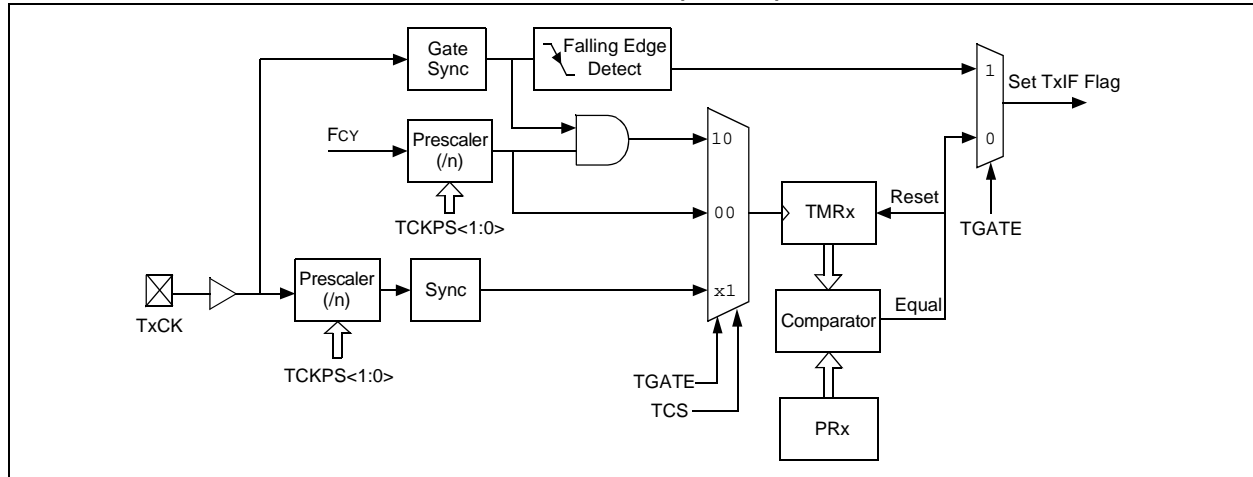 Gate
Sync
Falling Edge
Detect
1
Set TxIF Flag
FCY
Prescaler
(/n)
10
0
TCKPS<1:0>
00
TMRx
Reset
TGATE
TxCK
Prescaler
(/n)
Sync
x1
Comparator
Equal
TCKPS<1:0>
TGATE
TCS
PRx